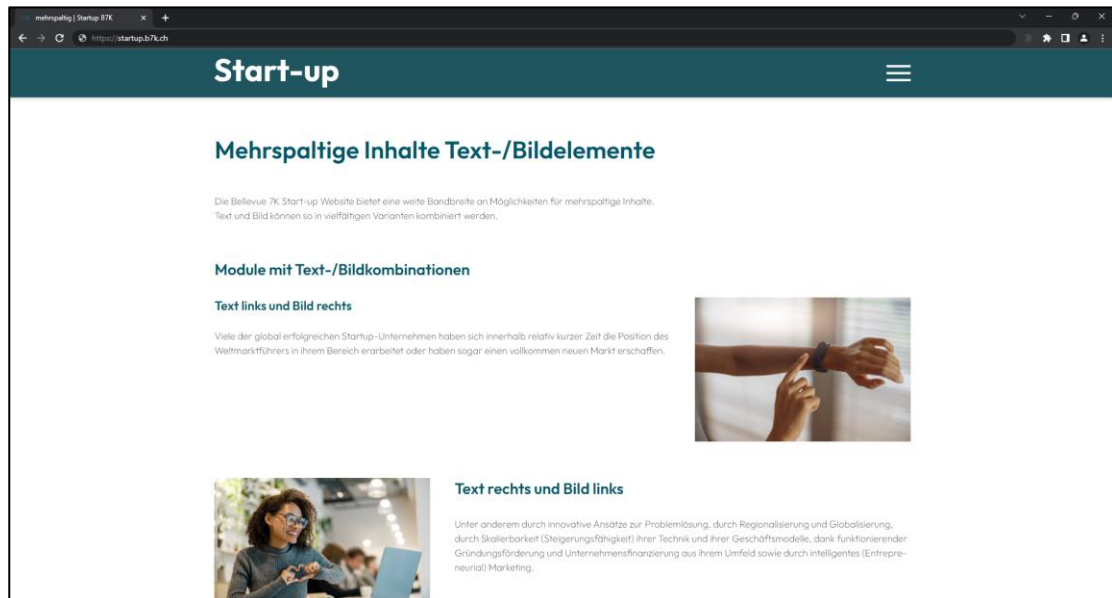 mehrspaltig | Startup B7K
https://startup.b7k.ch
Start-up
Mehrspaltige Inhalte Text-/Bildelemente
Die Bellevue 7K Start-up Website bietet eine weite Bandbreite an Möglichkeiten für mehrspaltige Inhalte.
Text und Bild können so in vielfältigen Varianten kombiniert werden.
Module mit Text-/Bildkombinationen
Text links und Bild rechts
Viele der global erfolgreichen Startup-Unternehmen haben sich innerhalb relativ kurzer Zeit die Position des
Weltmarktführers in ihrem Bereich erarbeitet oder haben sogar einen vollkommen neuen Markt erschaffen.
Text rechts und Bild links
Unter anderem durch innovative Ansätze zur Problemlösung, durch Regionalisierung und Globalisierung,
durch Skalierbarkeit (Steigerungsfähigkeit) ihrer Technik und ihrer Geschäftsmodelle, dank funktionierender
Gründungsförderung und Unternehmensfinanzierung aus ihrem Umfeld sowie durch intelligentes (Entrepre-
neurial) Marketing.